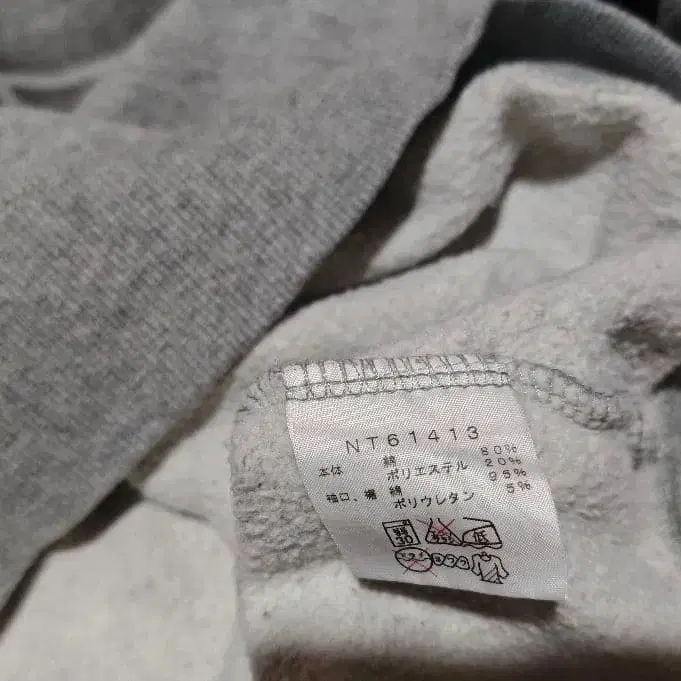 NT61413
本体 綿 80%
ポリエステル 20%
袖口、裾 綿 95%
ポリウレタン 5%
低